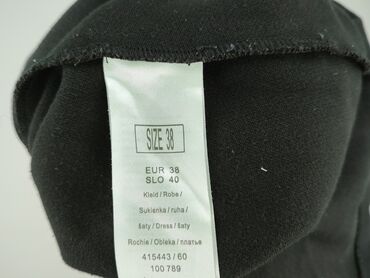 SIZE 38
EUR 38
SLO 40
Kleid / Robe /
Sukienka / ruha /
šaty / Dress / šaty
Rochie / Obleka / платье
415443 / 60
100 789